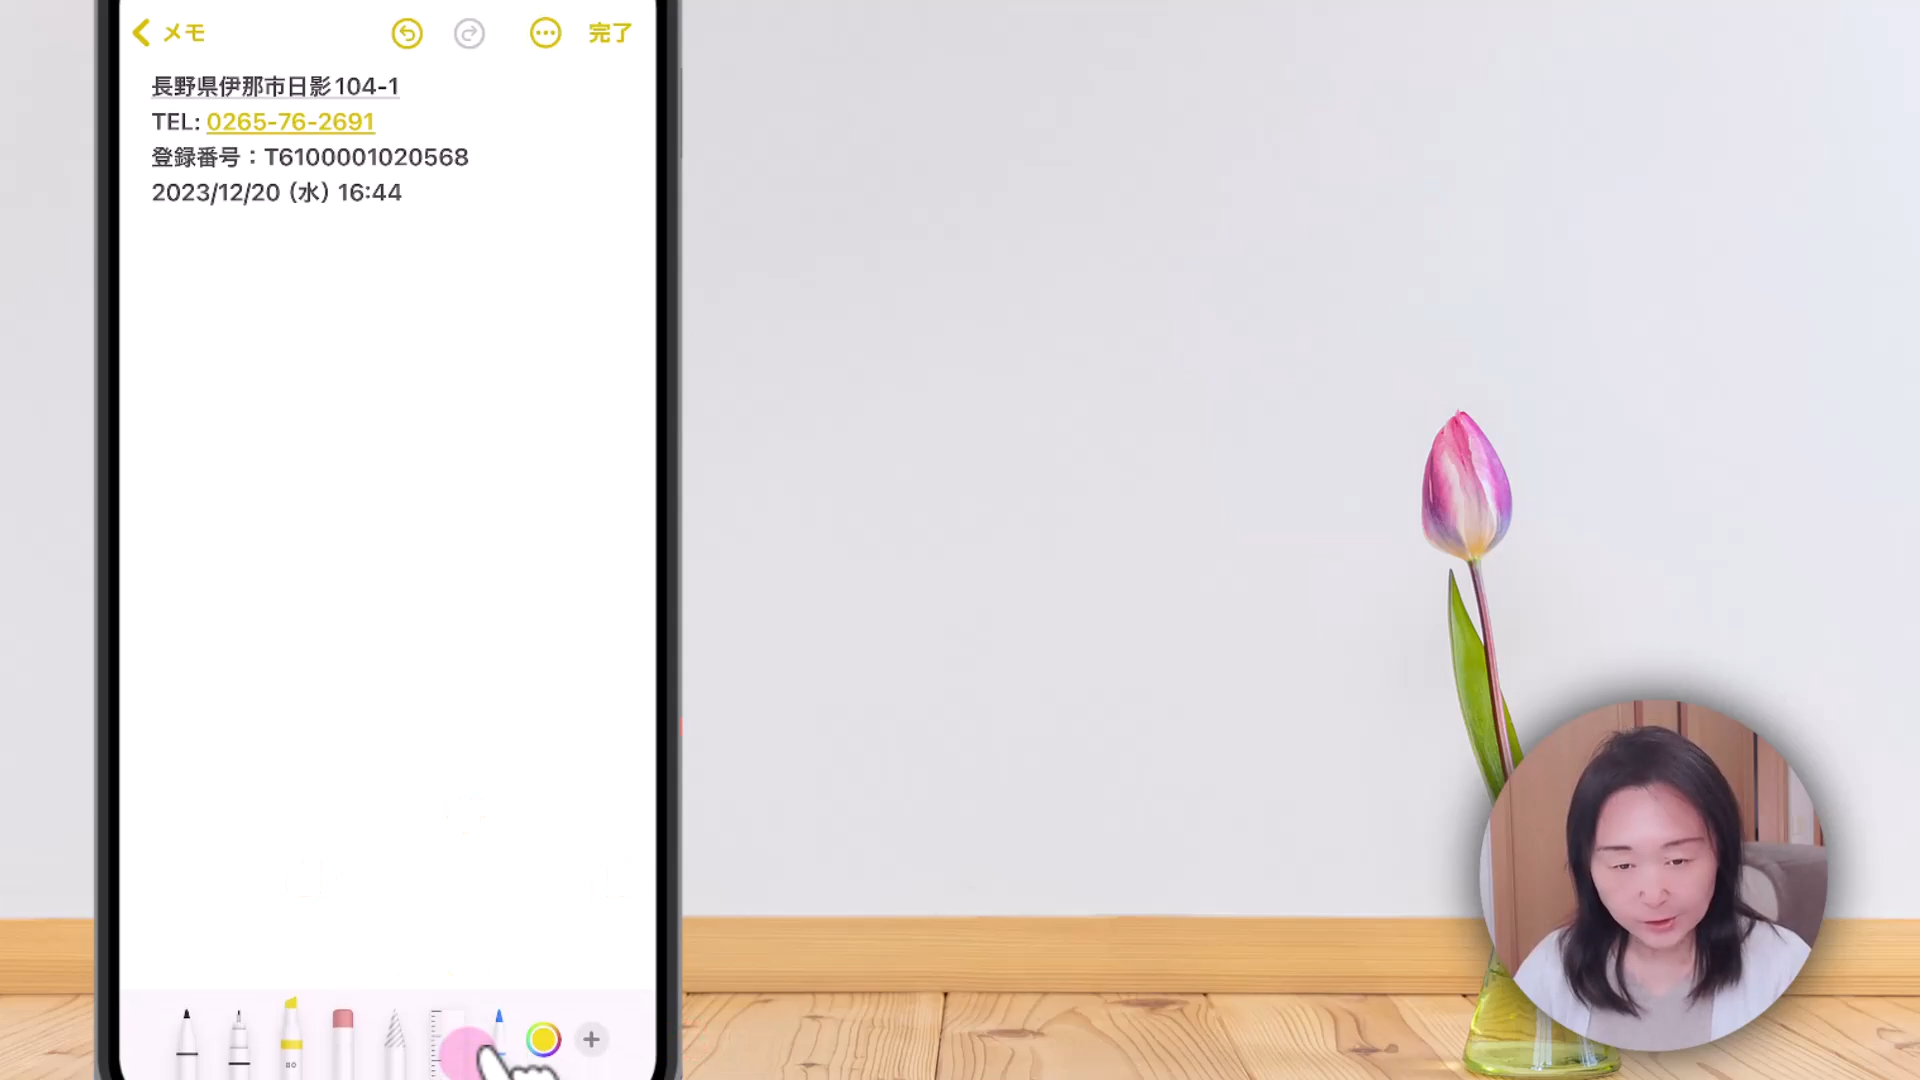 メモ
完了
長野県伊那市日影104-1
TEL: 0265-76-2691
登録番号：T6100001020568
2023/12/20（水）16:44
80